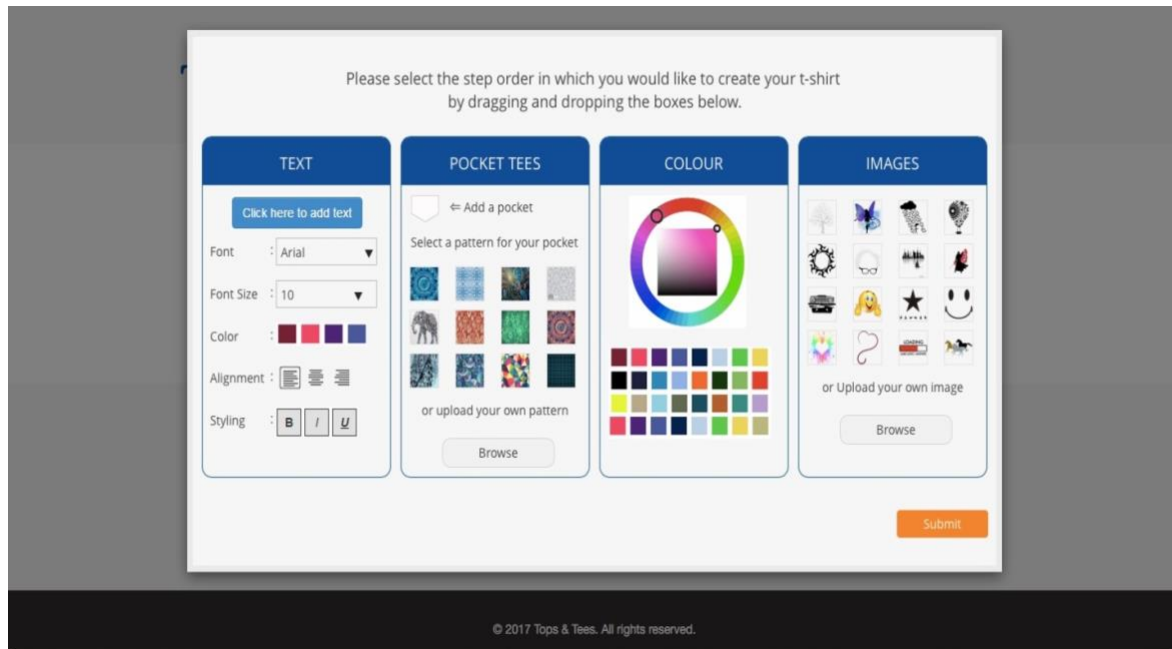 Please select the step order in which you would like to create your t-shirt
by dragging and dropping the boxes below.
TEXT
Click here to add text
Font : Arial ▼
Font Size : 10 ▼
Color :
Alignment :
Styling : B I U
POCKET TEES
⇐ Add a pocket
Select a pattern for your pocket
or upload your own pattern
Browse
COLOUR
IMAGES
LOADING
or Upload your own image
Browse
Submit
© 2017 Tops & Tees. All rights reserved.